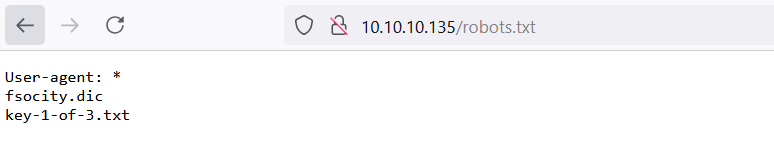 10.10.10.135/robots.txt
User-agent: *
fsocity.dic
key-1-of-3.txt